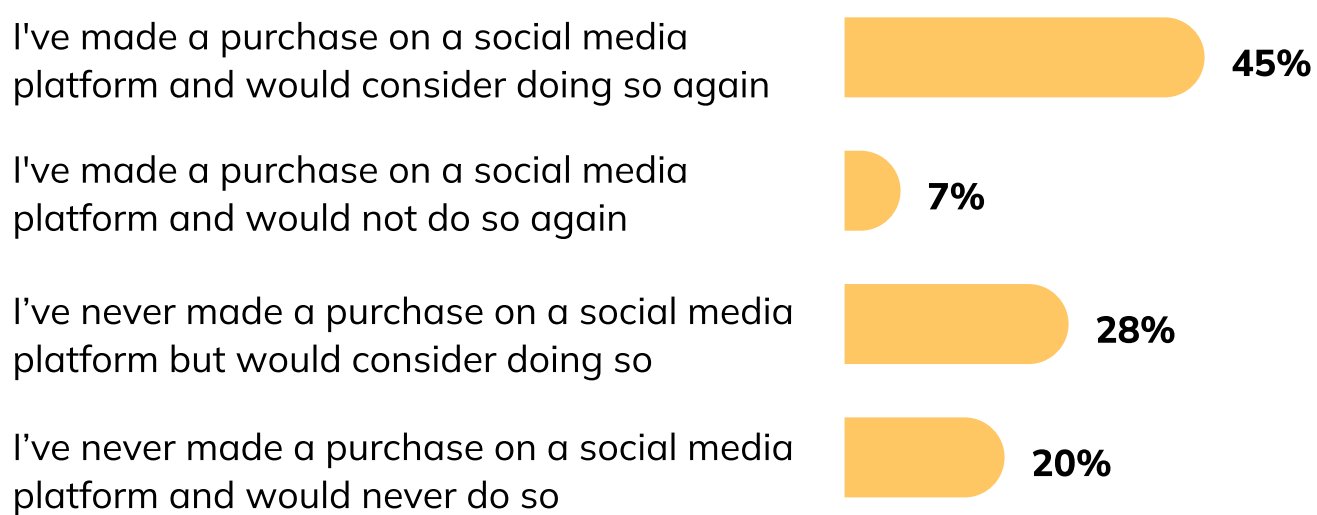 I've made a purchase on a social media
platform and would consider doing so again
45%
I've made a purchase on a social media
platform and would not do so again
7%
I’ve never made a purchase on a social media
platform but would consider doing so
28%
I’ve never made a purchase on a social media
platform and would never do so
20%